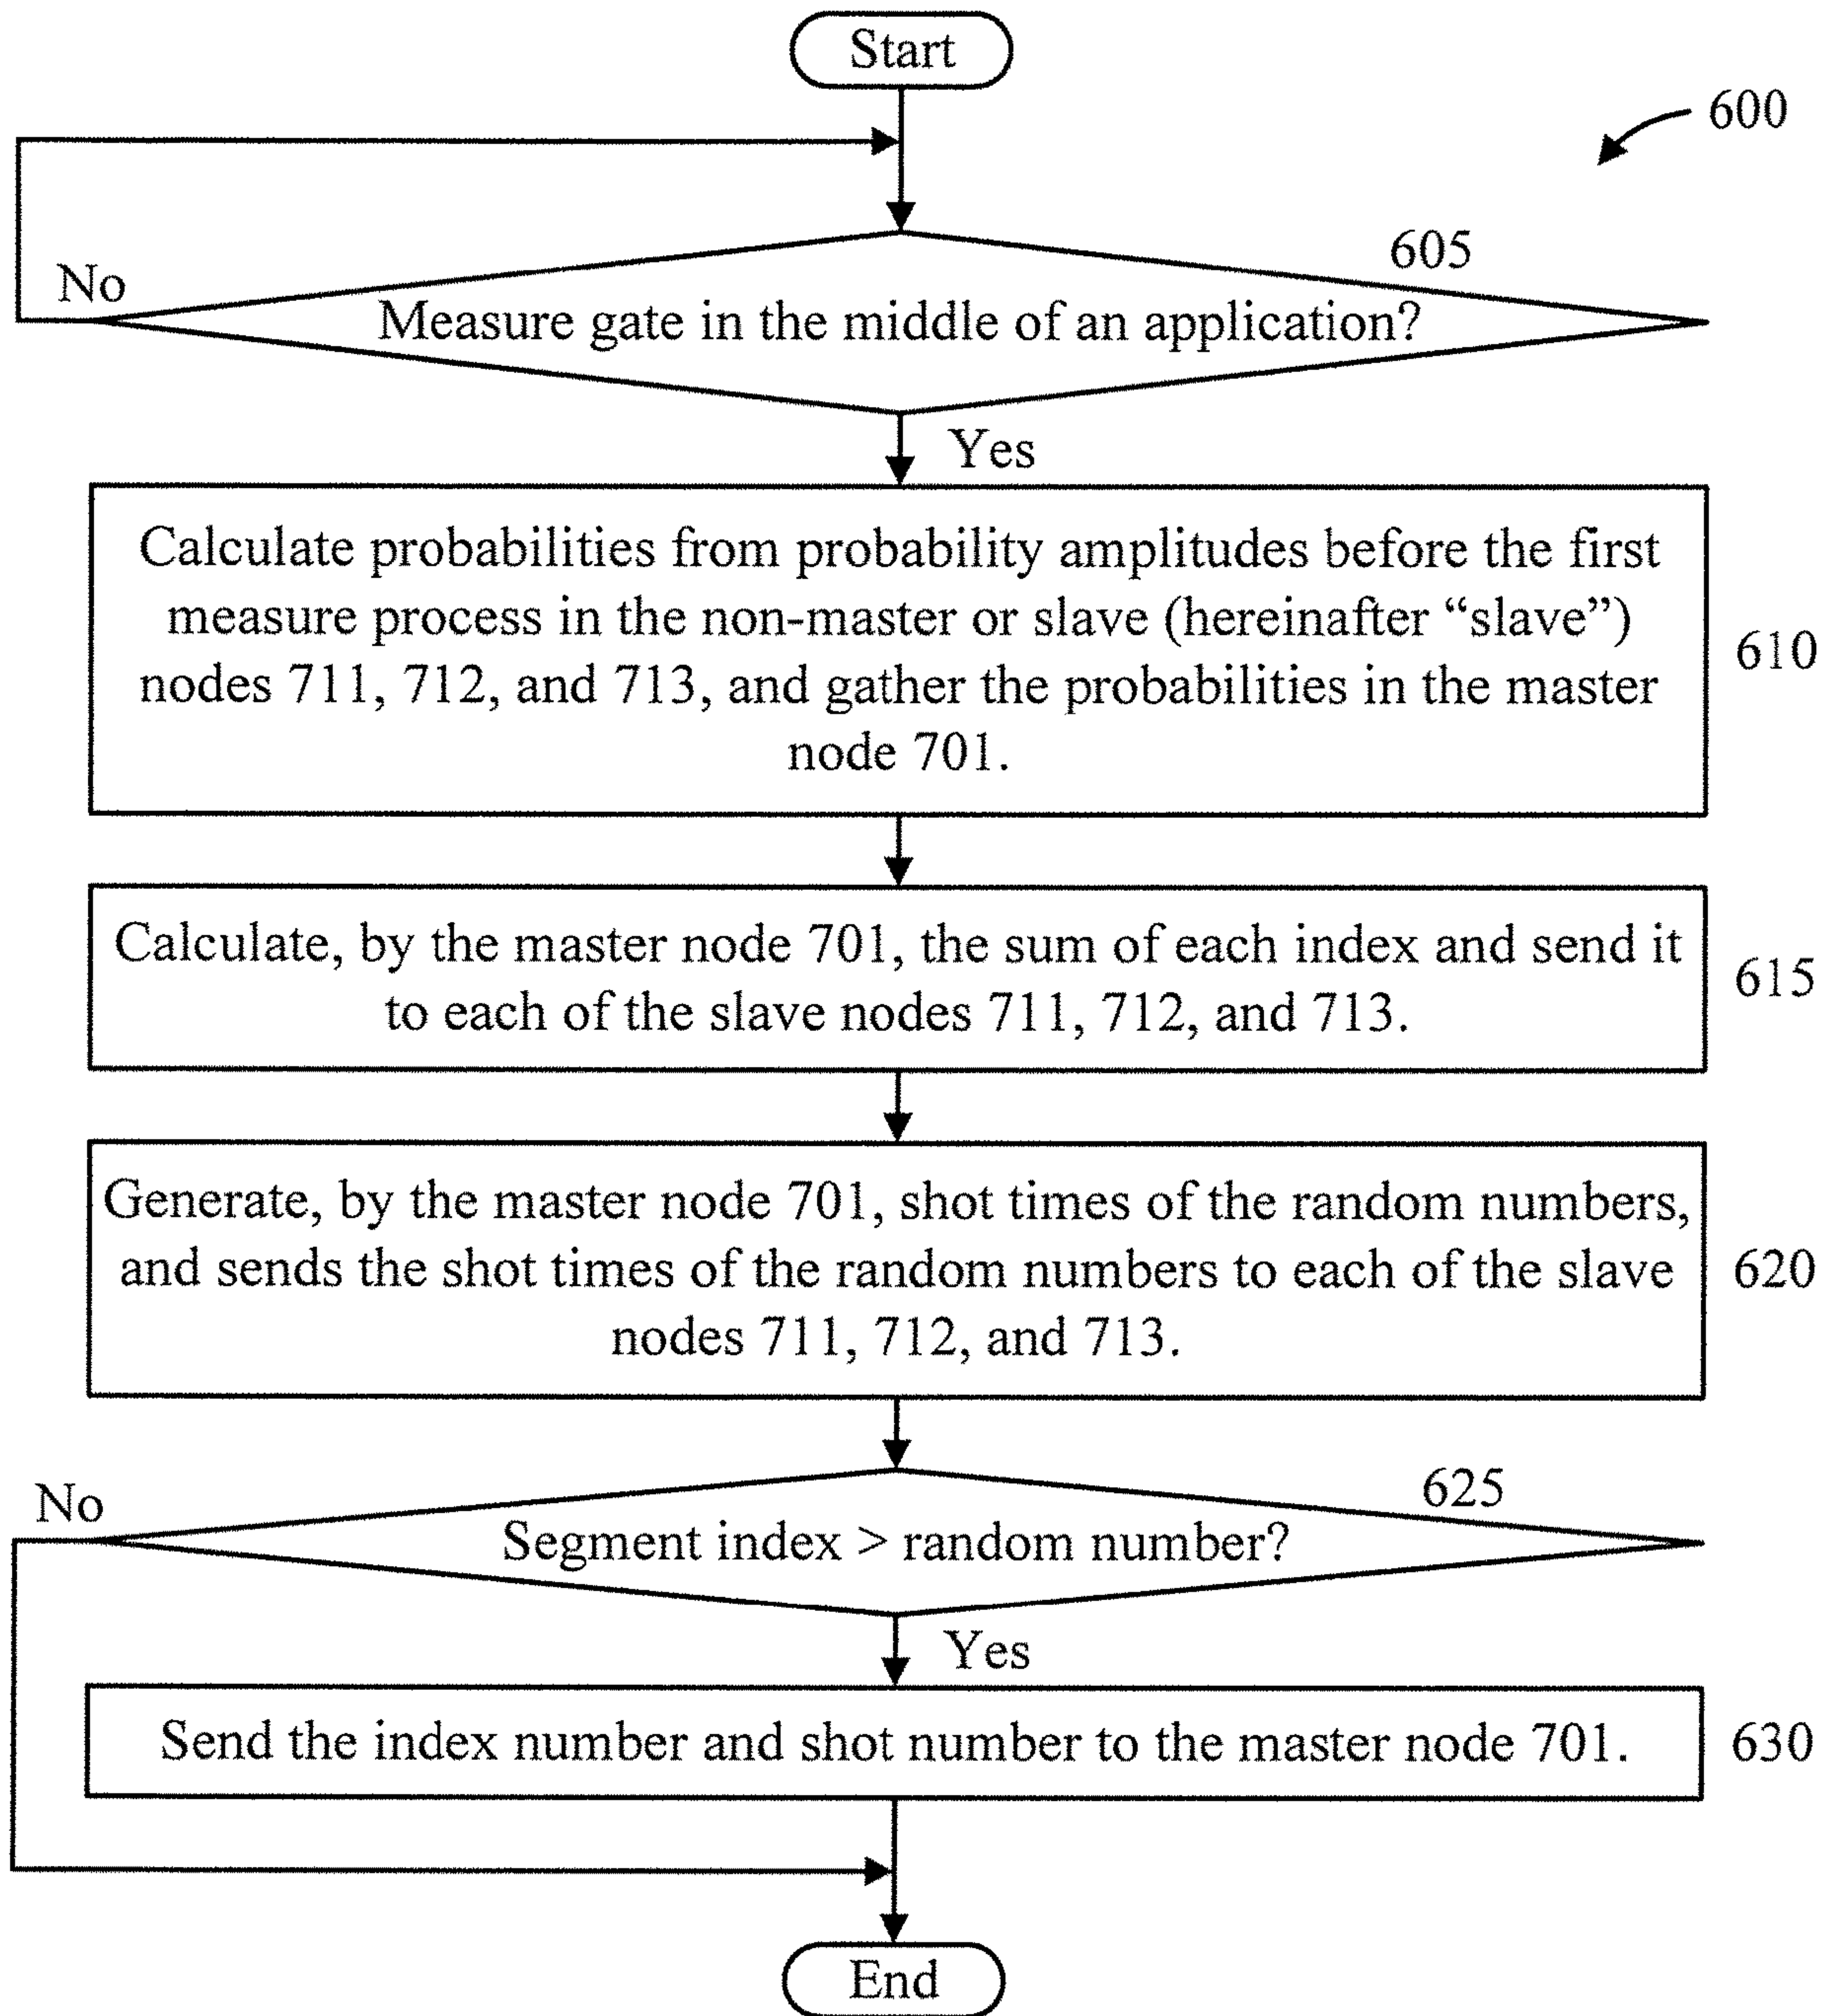 Start
600
605
No
Measure gate in the middle of an application?
Yes
Calculate probabilities from probability amplitudes before the first
measure process in the non-master or slave (hereinafter “slave”)
nodes 711, 712, and 713, and gather the probabilities in the master
node 701.
610
Calculate, by the master node 701, the sum of each index and send it
to each of the slave nodes 711, 712, and 713.
615
Generate, by the master node 701, shot times of the random numbers,
and sends the shot times of the random numbers to each of the slave
nodes 711, 712, and 713.
620
No
625
Segment index > random number?
Yes
Send the index number and shot number to the master node 701.
630
End